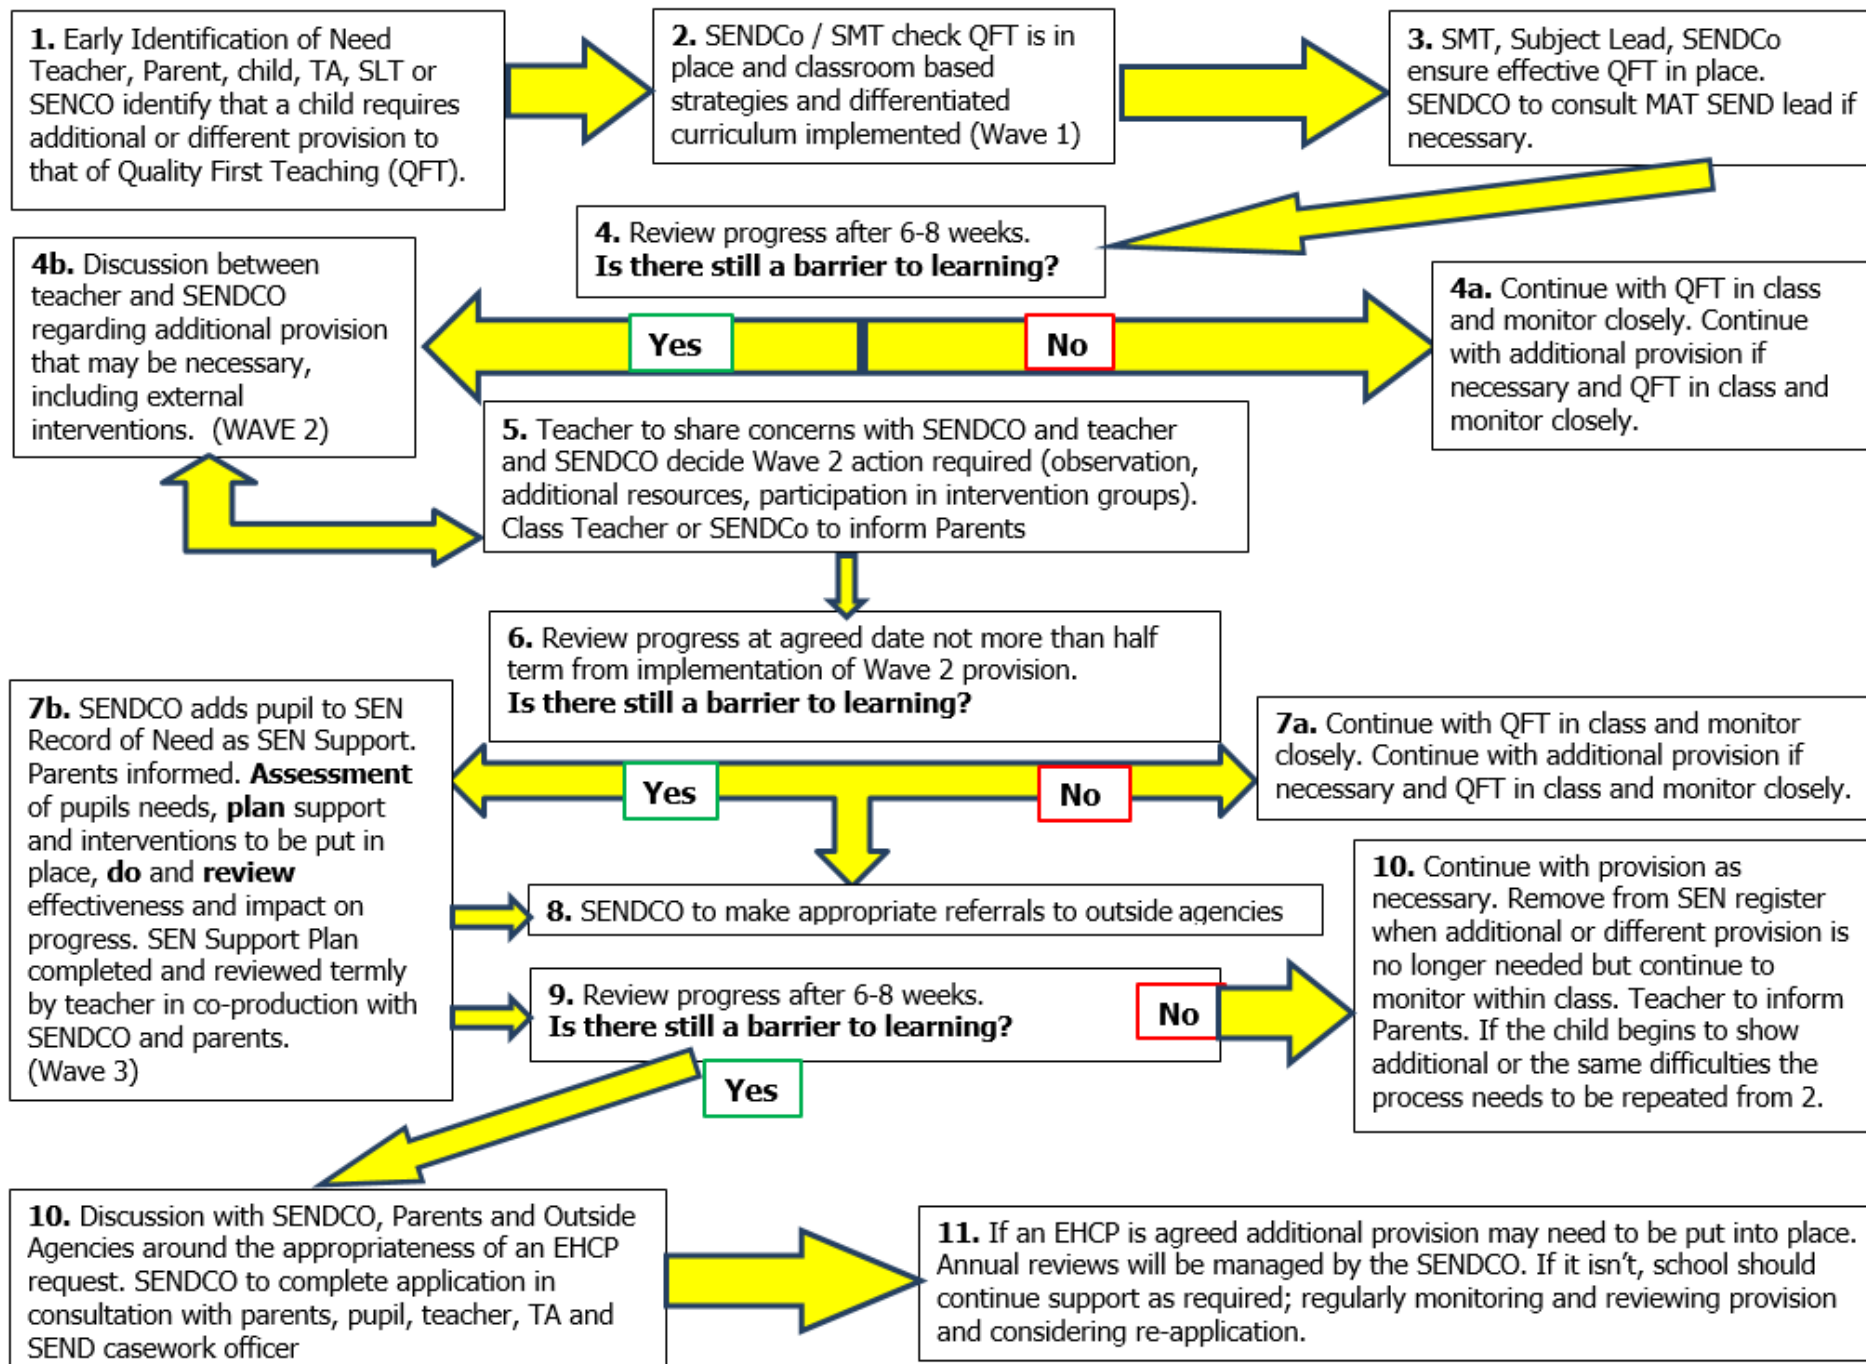 1. Early Identification of Need
Teacher, Parent, child, TA, SLT or
SENCO identify that a child requires
additional or different provision to
that of Quality First Teaching (QFT).
2. SENDCo / SMT check QFT is in
place and classroom based
strategies and differentiated
curriculum implemented (Wave 1)
3. SMT, Subject Lead, SENDCo
ensure effective QFT in place.
SENDCO to consult MAT SEND lead if
necessary.
4. Review progress after 6-8 weeks.
Is there still a barrier to learning?
Yes
No
4a. Continue with QFT in class
and monitor closely. Continue
with additional provision if
necessary and QFT in class and
monitor closely.
4b. Discussion between
teacher and SENDCO
regarding additional provision
that may be necessary,
including external
interventions. (WAVE 2)
5. Teacher to share concerns with SENDCO and teacher
and SENDCO decide Wave 2 action required (observation,
additional resources, participation in intervention groups).
Class Teacher or SENDCo to inform Parents
6. Review progress at agreed date not more than half
term from implementation of Wave 2 provision.
Is there still a barrier to learning?
Yes
No
7a. Continue with QFT in class and monitor
closely. Continue with additional provision if
necessary and QFT in class and monitor closely.
7b. SENDCO adds pupil to SEN
Record of Need as SEN Support.
Parents informed. Assessment
of pupils needs, plan support
and interventions to be put in
place, do and review
effectiveness and impact on
progress. SEN Support Plan
completed and reviewed termly
by teacher in co-production with
SENDCO and parents.
(Wave 3)
8. SENDCO to make appropriate referrals to outside agencies
9. Review progress after 6-8 weeks.
Is there still a barrier to learning?
No
Yes
10. Continue with provision as
necessary. Remove from SEN register
when additional or different provision is
no longer needed but continue to
monitor within class. Teacher to inform
Parents. If the child begins to show
additional or the same difficulties the
process needs to be repeated from 2.
10. Discussion with SENDCO, Parents and Outside
Agencies around the appropriateness of an EHCP
request. SENDCO to complete application in
consultation with parents, pupil, teacher, TA and
SEND casework officer
11. If an EHCP is agreed additional provision may need to be put into place.
Annual reviews will be managed by the SENDCO. If it isn't, school should
continue support as required; regularly monitoring and reviewing provision
and considering re-application.